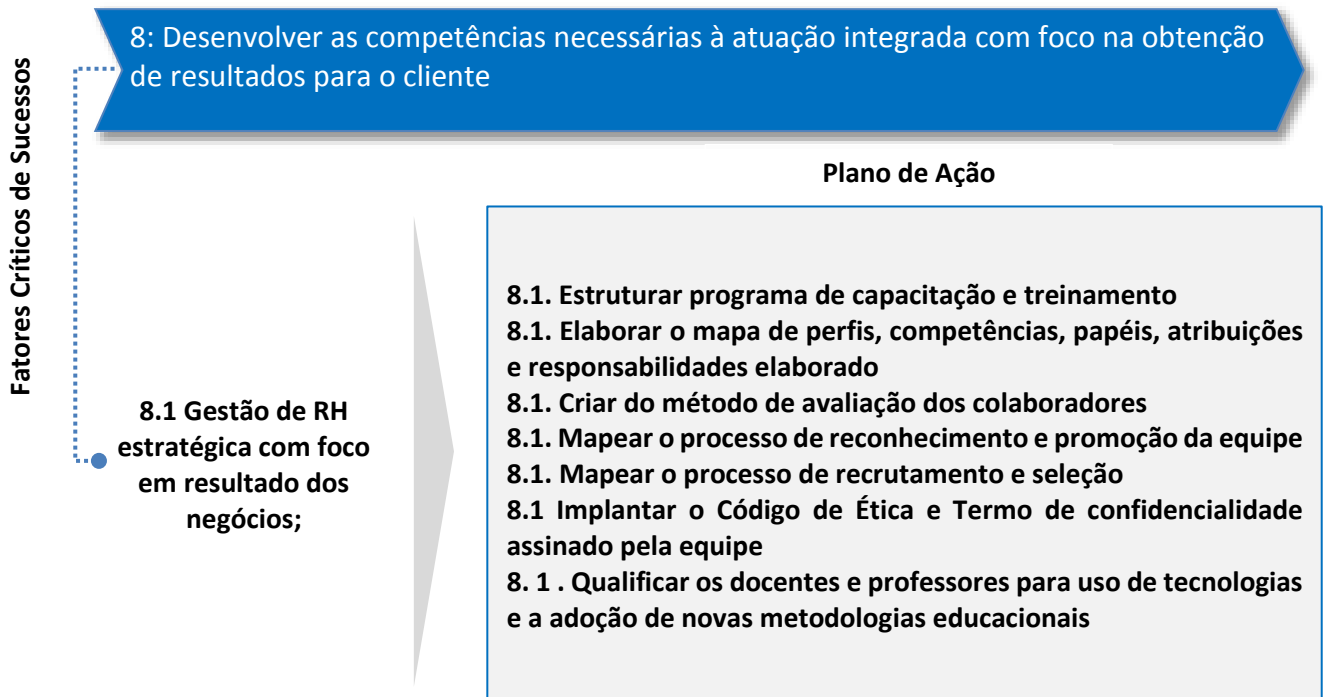 8: Desenvolver as competências necessárias à atuação integrada com foco na obtenção
de resultados para o cliente
Fatores Críticos de Sucessos
Plano de Ação
8.1 Gestão de RH
estratégica com foco
em resultado dos
negócios;
8.1. Estruturar programa de capacitação e treinamento
8.1. Elaborar o mapa de perfis, competências, papéis, atribuições
e responsabilidades elaborado
8.1. Criar do método de avaliação dos colaboradores
8.1. Mapear o processo de reconhecimento e promoção da equipe
8.1. Mapear o processo de recrutamento e seleção
8.1 Implantar o Código de Ética e Termo de confidencialidade
assinado pela equipe
8. 1 . Qualificar os docentes e professores para uso de tecnologias
e a adoção de novas metodologias educacionais